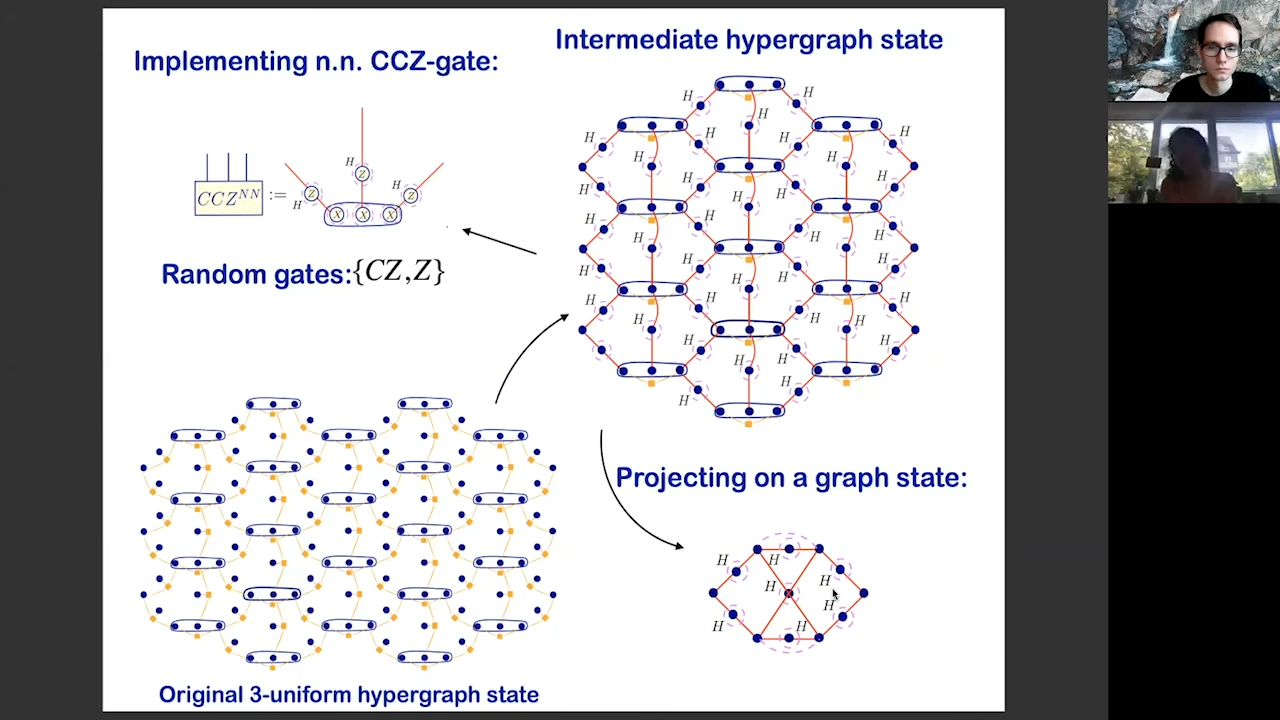 Implementing n.n. CCZ-gate:
Intermediate hypergraph state
CCZ^{NN} :=
H
Z
H
Z
H
Z
X X X
Random gates:{CZ,Z}
H H
H
H H H
H H
H H H H
H H H
H H H
H H
H H H
H H H
H H H H
H H
H H
H H
H
Projecting on a graph state:
H H
H H
H
H H
Original 3-uniform hypergraph state